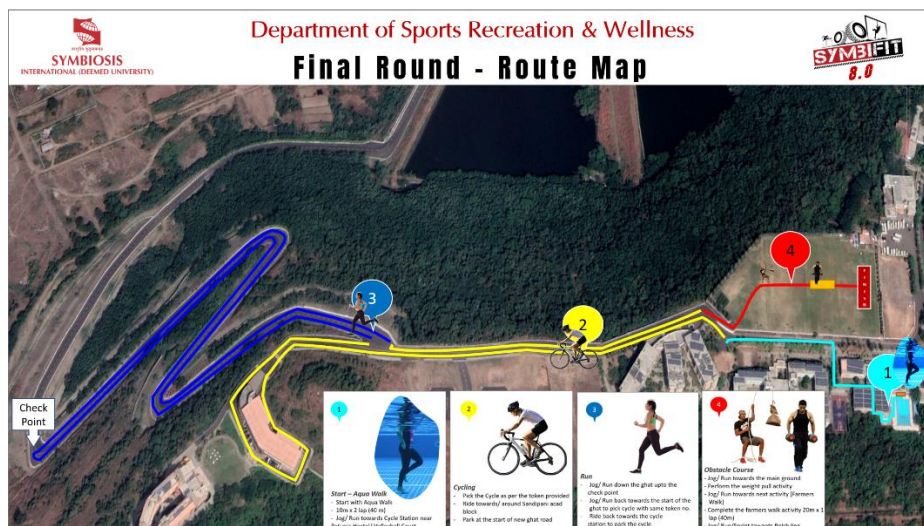 Department of Sports Recreation & Wellness
Final Round - Route Map
SYMBIOSIS
INTERNATIONAL (DEEMED UNIVERSITY)
SYMBIFIT
8.0
4
3
2
1
Check
Point
FINISH
1
Start – Aqua Walk
- Start with Aqua Walk
- 10m x 2 lap (40 m)
- Jog/ Run towards Cycle Station near
2
Cycling
- Pick the Cycle as per the token provided
- Ride towards/ around Sandipani acad
block
- Park at the start of new ghat road
3
Run
- Jog/ Run down the ghat upto the
check point
- Jog/ Run back towards the start of the
ghat to pick cycle with same token no.
- Ride back towards the cycle
station to park the cycle
4
Obstacle Course
- Jog/ Run towards the main ground
- Perform the weight pull activity
- Jog/ Run towards next activity [Farmers
Walk]
- Complete the farmers walk activity 20m x 1
lap (40m)